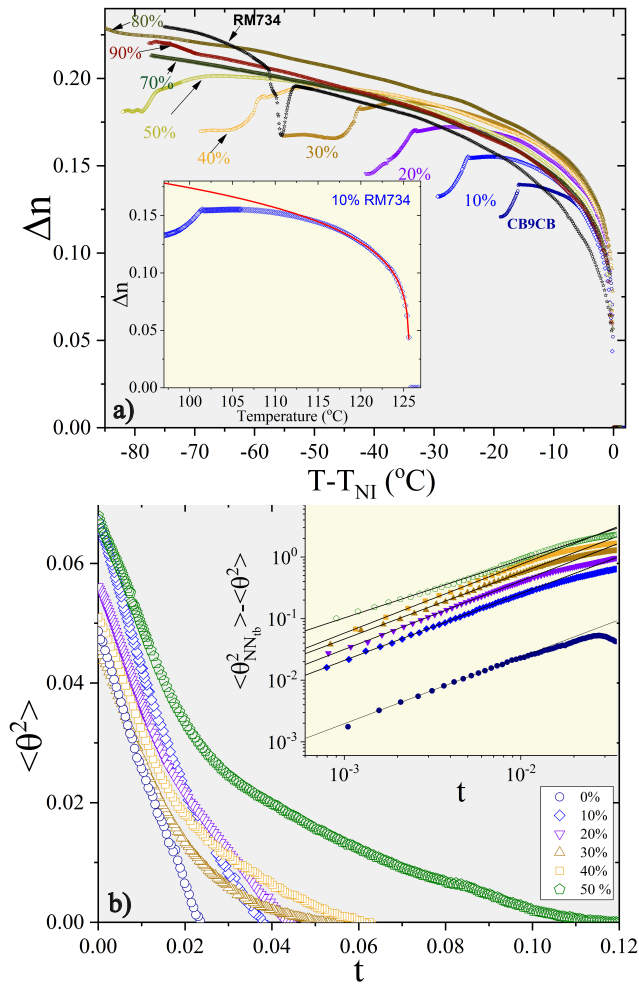 80%
RM734
90%
70%
50%
40%
30%
20%
10%
CB9CB
0.20
0.15
0.10
0.05
0.00
Δn
10% RM734
0.15
0.10
0.05
0.00
Δn
100 105 110 115 120 125
Temperature (°C)
a)
-80 -70 -60 -50 -40 -30 -20 -10 0
T-T_NI (°C)
0.06
0.04
0.02
0.00
<θ²>
<θ²_NN_tb>-<θ²>
10⁰
10⁻¹
10⁻²
10⁻³
10⁻³ 10⁻²
t
0%
10%
20%
30%
40%
50 %
b)
0.00 0.02 0.04 0.06 0.08 0.10 0.12
t